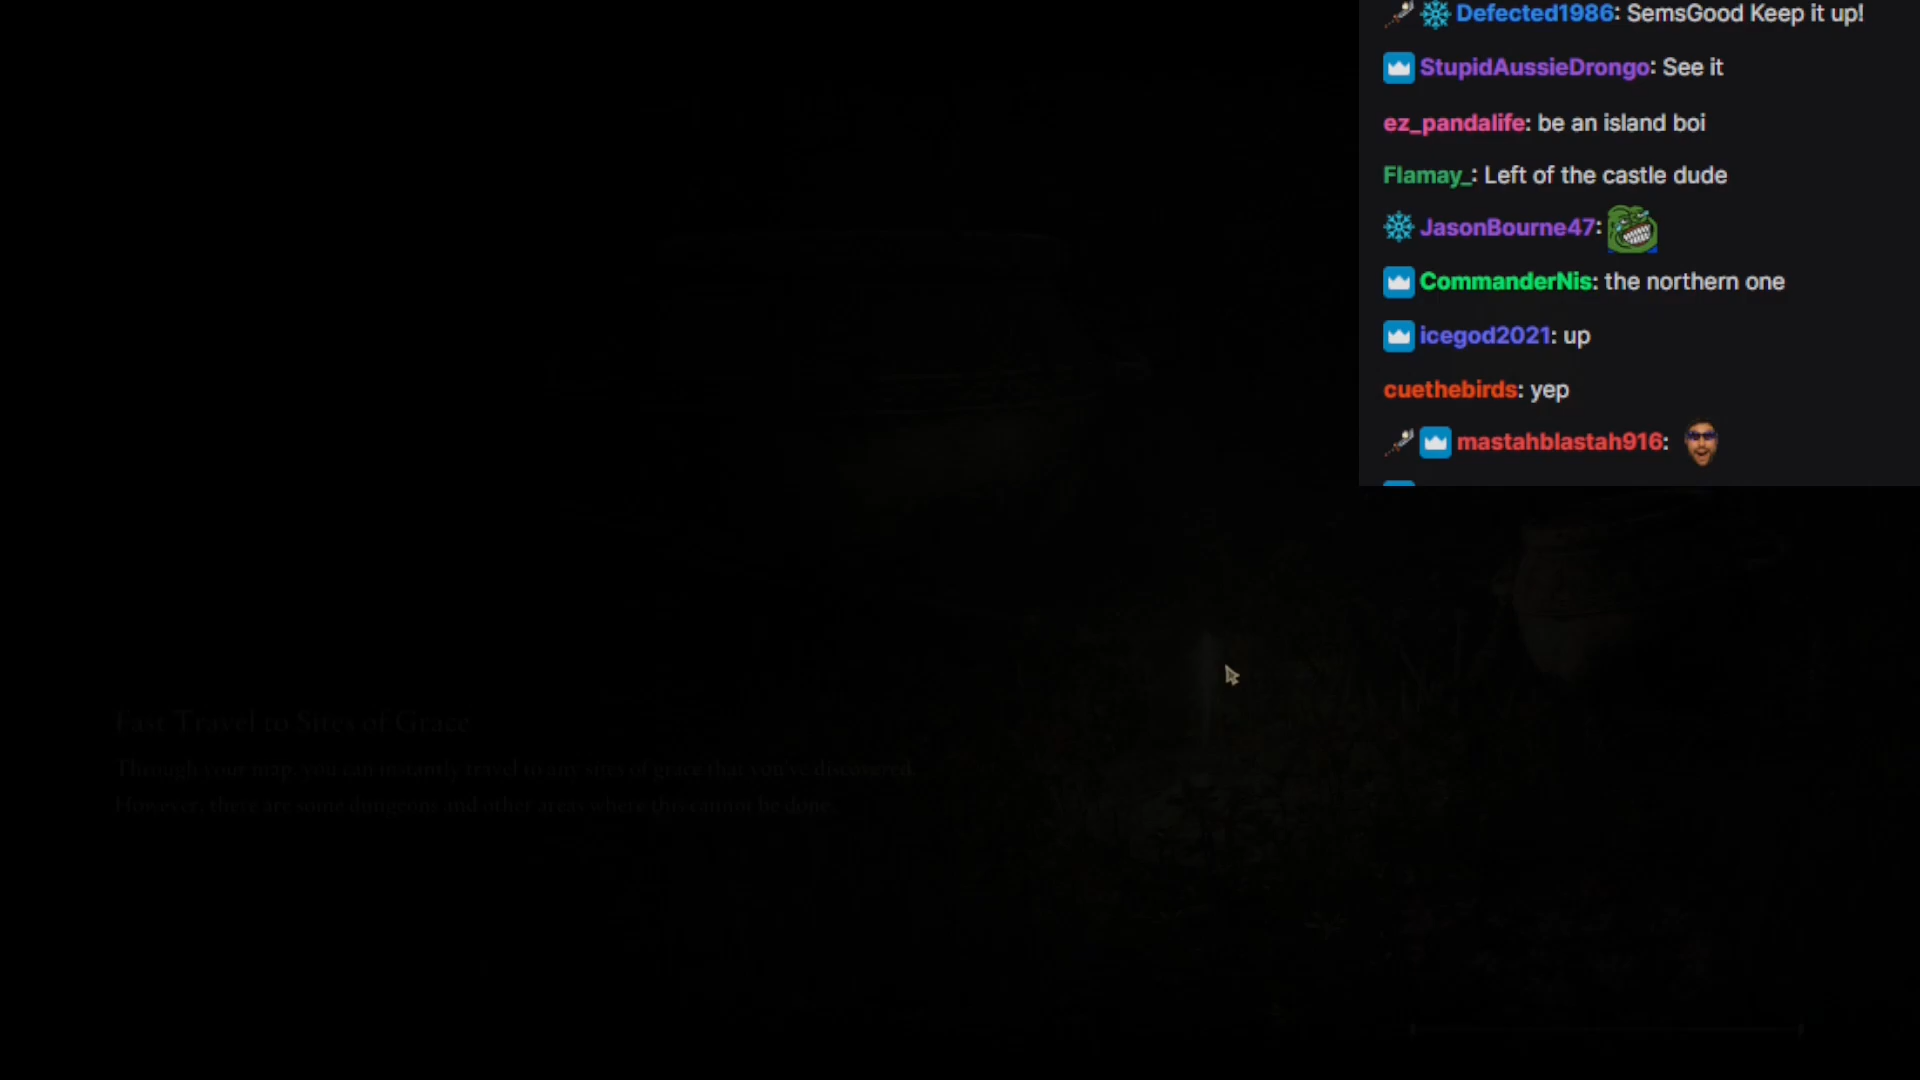 Defected1986: SemsGood Keep it up!
StupidAussieDrongo: See it
ez_pandalife: be an island boi
Flamay_: Left of the castle dude
JasonBourne47:
CommanderNis: the northern one
icegod2021: up
cuethebirds: yep
mastahblastah916:
Fast Travel to Sites of Grace
Through your map, you can instantly travel to any sites of grace that you've discovered.
However, there are some dungeons and other areas where this cannot be done.